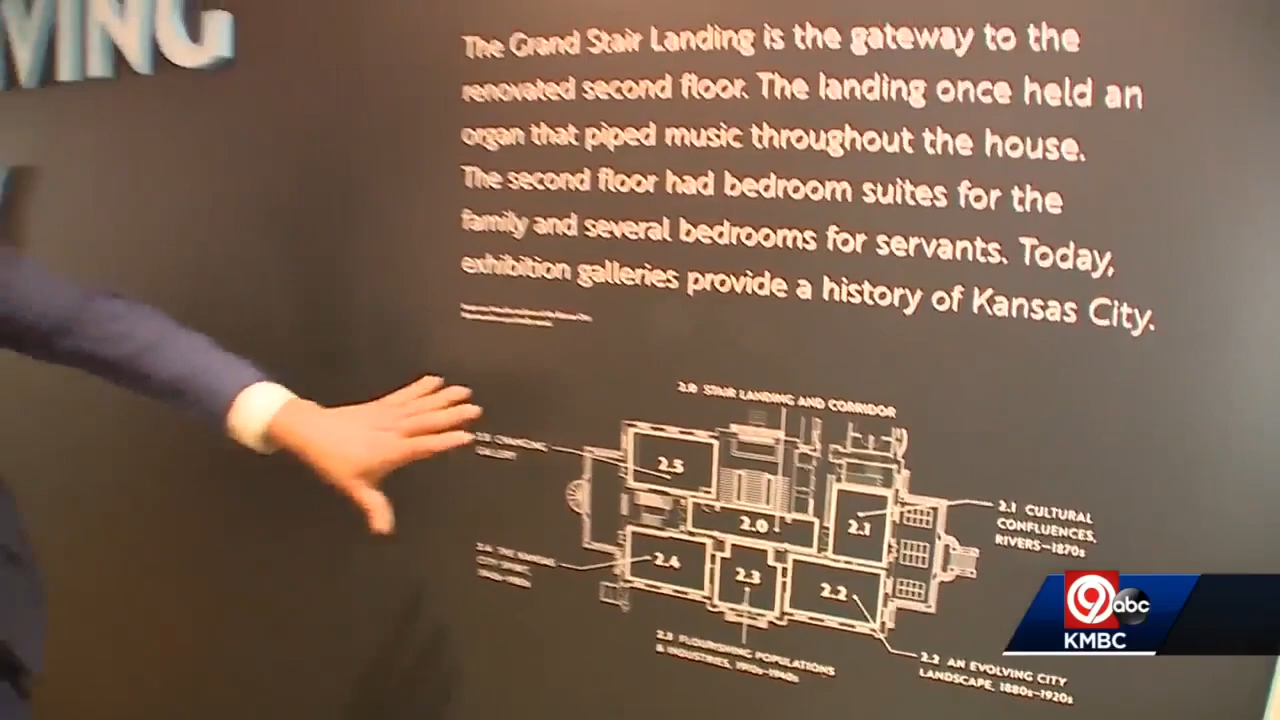 VING
The Grand Stair Landing is the gateway to the
renovated second floor. The landing once held an
organ that piped music throughout the house.
The second floor had bedroom suites for the
family and several bedrooms for servants. Today,
exhibition galleries provide a history of Kansas City.
2.0 STAIR LANDING AND CORRIDOR
GALLERY
2.5
2.0
2.1
2.4
2.3
2.2
2.1 CULTURAL
CONFLUENCES,
RIVERS–1870s
2.3 FLOURISHING POPULATIONS
& INDUSTRIES, 1910s–1940s
2.2 AN EVOLVING CITY
LANDSCAPE, 1880s–1920s
9 abc
KMBC